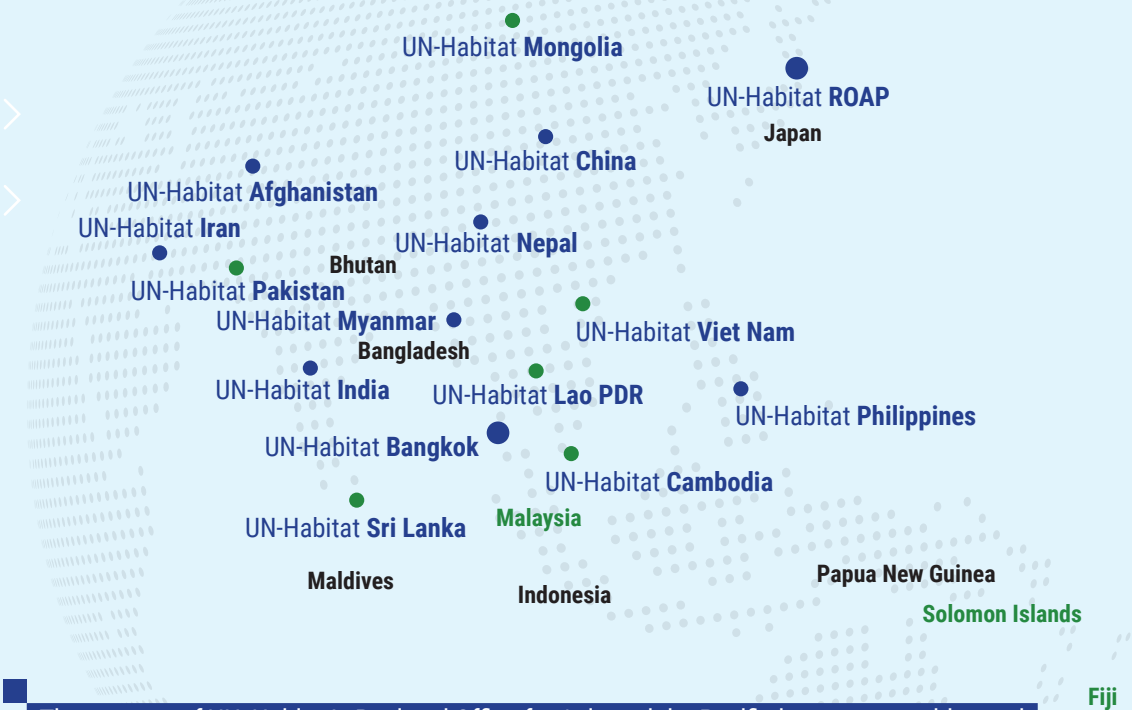 UN-Habitat Mongolia
UN-Habitat ROAP
Japan
UN-Habitat China
UN-Habitat Afghanistan
UN-Habitat Iran
UN-Habitat Nepal
Bhutan
UN-Habitat Pakistan
UN-Habitat Myanmar
UN-Habitat Viet Nam
Bangladesh
UN-Habitat India
UN-Habitat Lao PDR
UN-Habitat Philippines
UN-Habitat Bangkok
UN-Habitat Cambodia
Malaysia
UN-Habitat Sri Lanka
Maldives
Indonesia
Papua New Guinea
Solomon Islands
Fiji